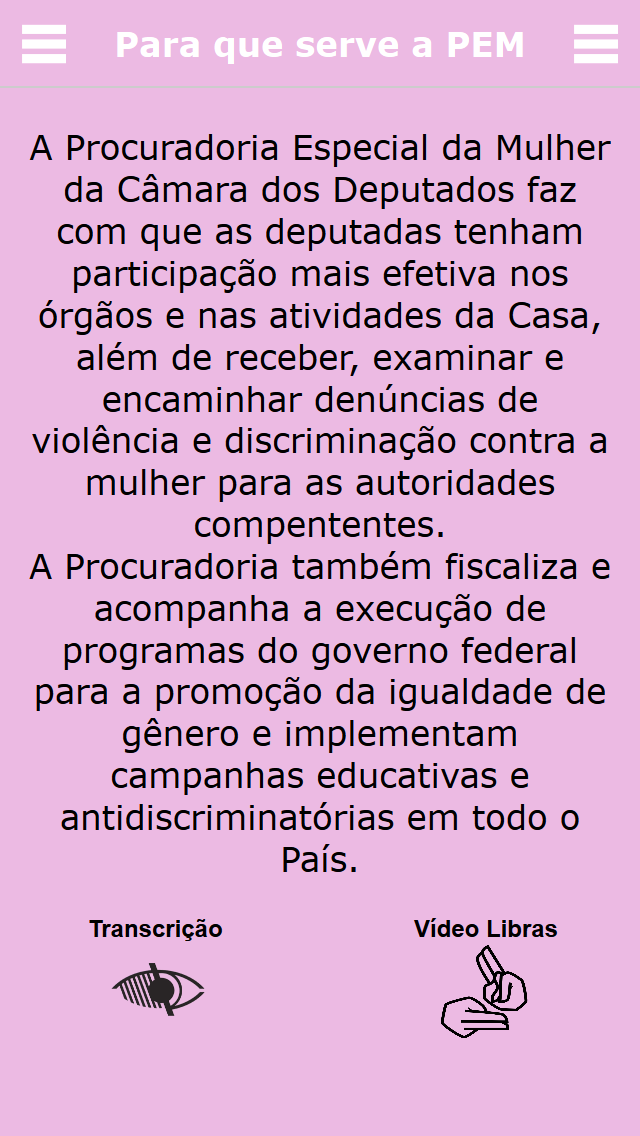 Para que serve a PEM
A Procuradoria Especial da Mulher
da Câmara dos Deputados faz
com que as deputadas tenham
participação mais efetiva nos
órgãos e nas atividades da Casa,
além de receber, examinar e
encaminhar denúncias de
violência e discriminação contra a
mulher para as autoridades
compententes.
A Procuradoria também fiscaliza e
acompanha a execução de
programas do governo federal
para a promoção da igualdade de
gênero e implementam
campanhas educativas e
antidiscriminatórias em todo o
País.
Transcrição
Vídeo Libras